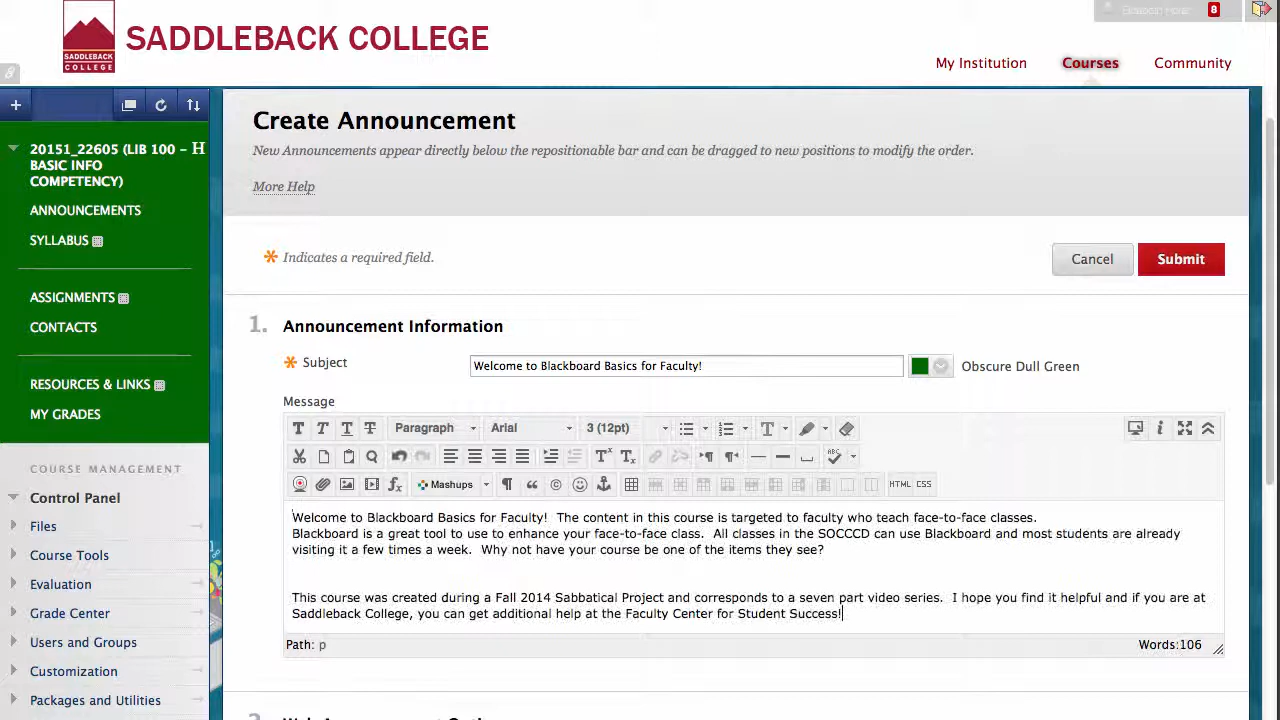 SADDLEBACK COLLEGE
SADDLEBACK
COLLEGE
8
My Institution
Courses
Community
20151_22605 (LIB 100 - H
BASIC INFO
COMPETENCY)
ANNOUNCEMENTS
SYLLABUS
ASSIGNMENTS
CONTACTS
RESOURCES & LINKS
MY GRADES
COURSE MANAGEMENT
Control Panel
Files
Course Tools
Evaluation
Grade Center
Users and Groups
Customization
Packages and Utilities
Create Announcement
New Announcements appear directly below the repositionable bar and can be dragged to new positions to modify the order.
More Help
Indicates a required field.
Cancel
Submit
1. Announcement Information
Subject
Welcome to Blackboard Basics for Faculty!
Obscure Dull Green
Message
Paragraph
Arial
3 (12pt)
Mashups
HTML CSS
Welcome to Blackboard Basics for Faculty!  The content in this course is targeted to faculty who teach face-to-face classes.
Blackboard is a great tool to use to enhance your face-to-face class.  All classes in the SOCCCD can use Blackboard and most students are already
visiting it a few times a week.  Why not have your course be one of the items they see?
This course was created during a Fall 2014 Sabbatical Project and corresponds to a seven part video series.  I hope you find it helpful and if you are at
Saddleback College, you can get additional help at the Faculty Center for Student Success!
Path: p
Words:106